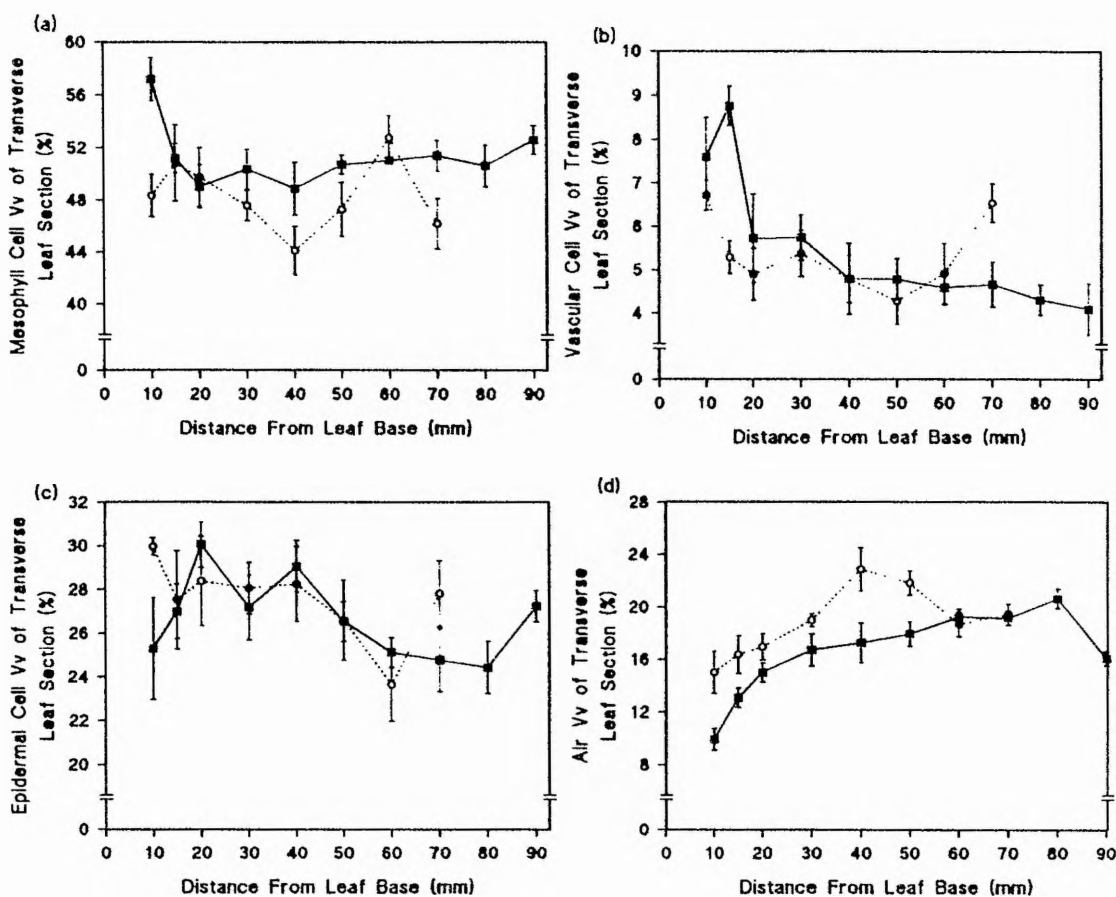 (a)
Mesophyll Cell Vv of Transverse
Leaf Section (%)
60
56
52
48
44
40
0
0 10 20 30 40 50 60 70 80 90
Distance From Leaf Base (mm)
(b)
Vascular Cell Vv of Transverse
Leaf Section (%)
10
9
8
7
6
5
4
0
0 10 20 30 40 50 60 70 80 90
Distance From Leaf Base (mm)
(c)
Epidermal Cell Vv of Transverse
Leaf Section (%)
32
30
28
26
24
22
20
0
0 10 20 30 40 50 60 70 80 90
Distance From Leaf Base (mm)
(d)
Air Vv of Transverse
Leaf Section (%)
28
24
20
16
12
8
0
0 10 20 30 40 50 60 70 80 90
Distance From Leaf Base (mm)